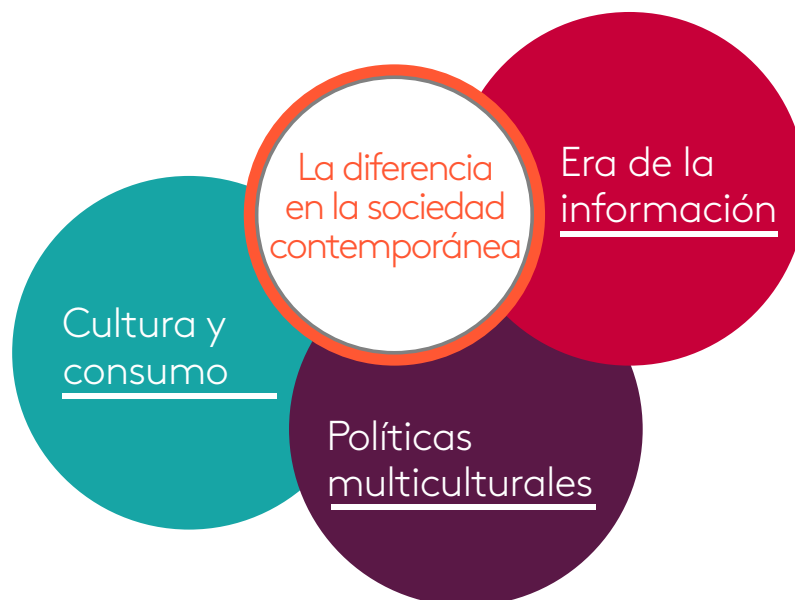 La diferencia
en la sociedad
contemporánea
Era de la
información
Cultura y
consumo
Políticas
multiculturales